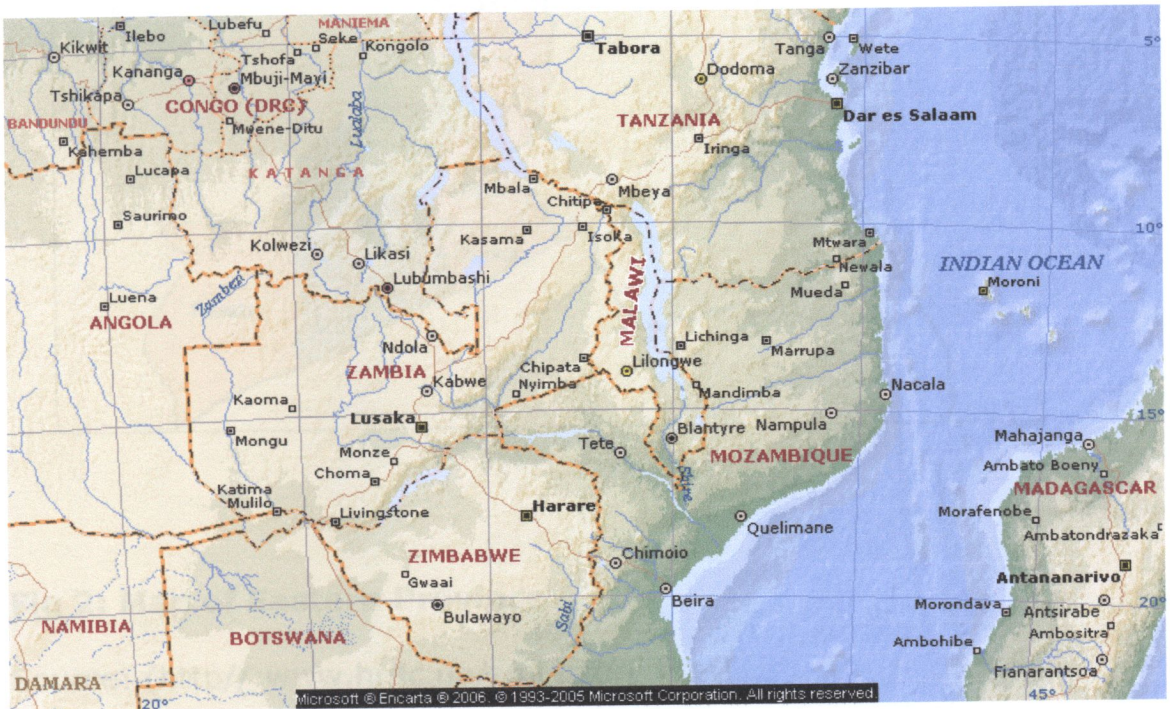 Ilebo
Lubefu
MANIEMA
Seke
Kikwit
Tshofa
Kongolo
Tabora
Tanga
Wete
5°
Kananga
Mbuji-Mayi
Dodoma
Zanzibar
Tshikapa
CONGO (DRC)
Dar es Salaam
BANDUNDU
Mwene-Ditu
Lualaba
TANZANIA
Kahemba
Iringa
Lucapa
KATANGA
Mbala
Mbeya
Chitipa
Saurimo
Kasama
Isoka
10°
Kolwezi
Likasi
Mtwara
Newala
INDIAN OCEAN
Lubumbashi
MALAWI
Mueda
Moroni
Luena
Zambezi
ANGOLA
Ndola
Lichinga
Marrupa
ZAMBIA
Chipata
Lilongwe
Kabwe
Nyimba
Mandimba
Nacala
Kaoma
15°
Lusaka
Blantyre
Nampula
Mongu
Tete
Mahajanga
Monze
MOZAMBIQUE
Ambato Boeny
Choma
Shire
MADAGASCAR
Katima
Mulilo
Livingstone
Harare
Quelimane
Morafenobe
Ambatondrazaka
ZIMBABWE
Chimoio
Gwaai
Antananarivo
Bulawayo
Sabi
Beira
Morondava
Antsirabe
20°
NAMIBIA
BOTSWANA
Ambositra
Ambohibe
Fianarantsoa
DAMARA
20°
Microsoft ® Encarta ® 2006. © 1993-2005 Microsoft Corporation. All rights reserved.
45°